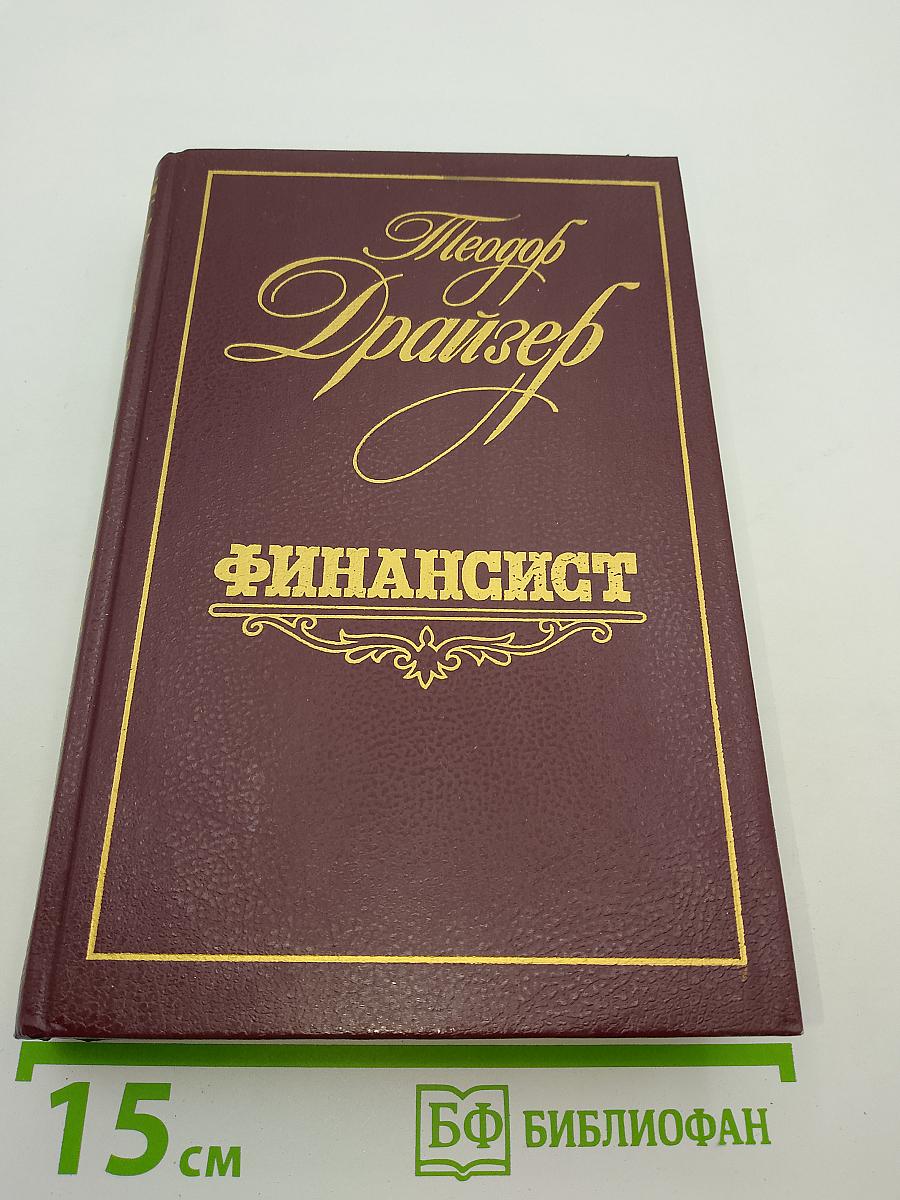 Теодор
Драйзер
ФИНАНСИСТ
15 см
БФ БИБЛИОФАН